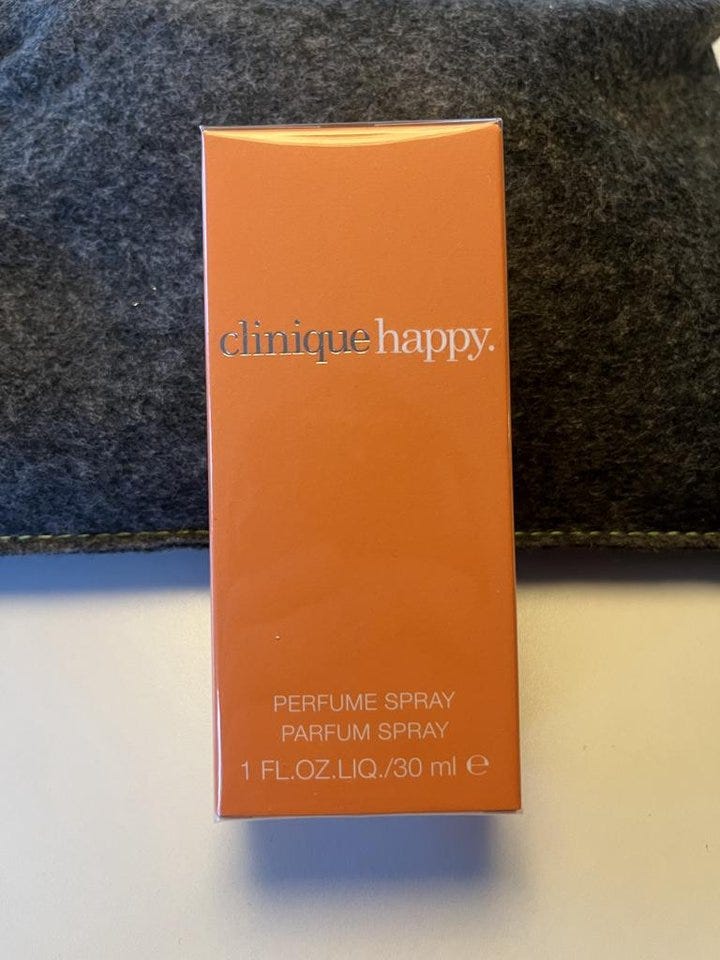 clinique happy.
PERFUME SPRAY
PARFUM SPRAY
1 FL.OZ.LIQ./30 ml ℮